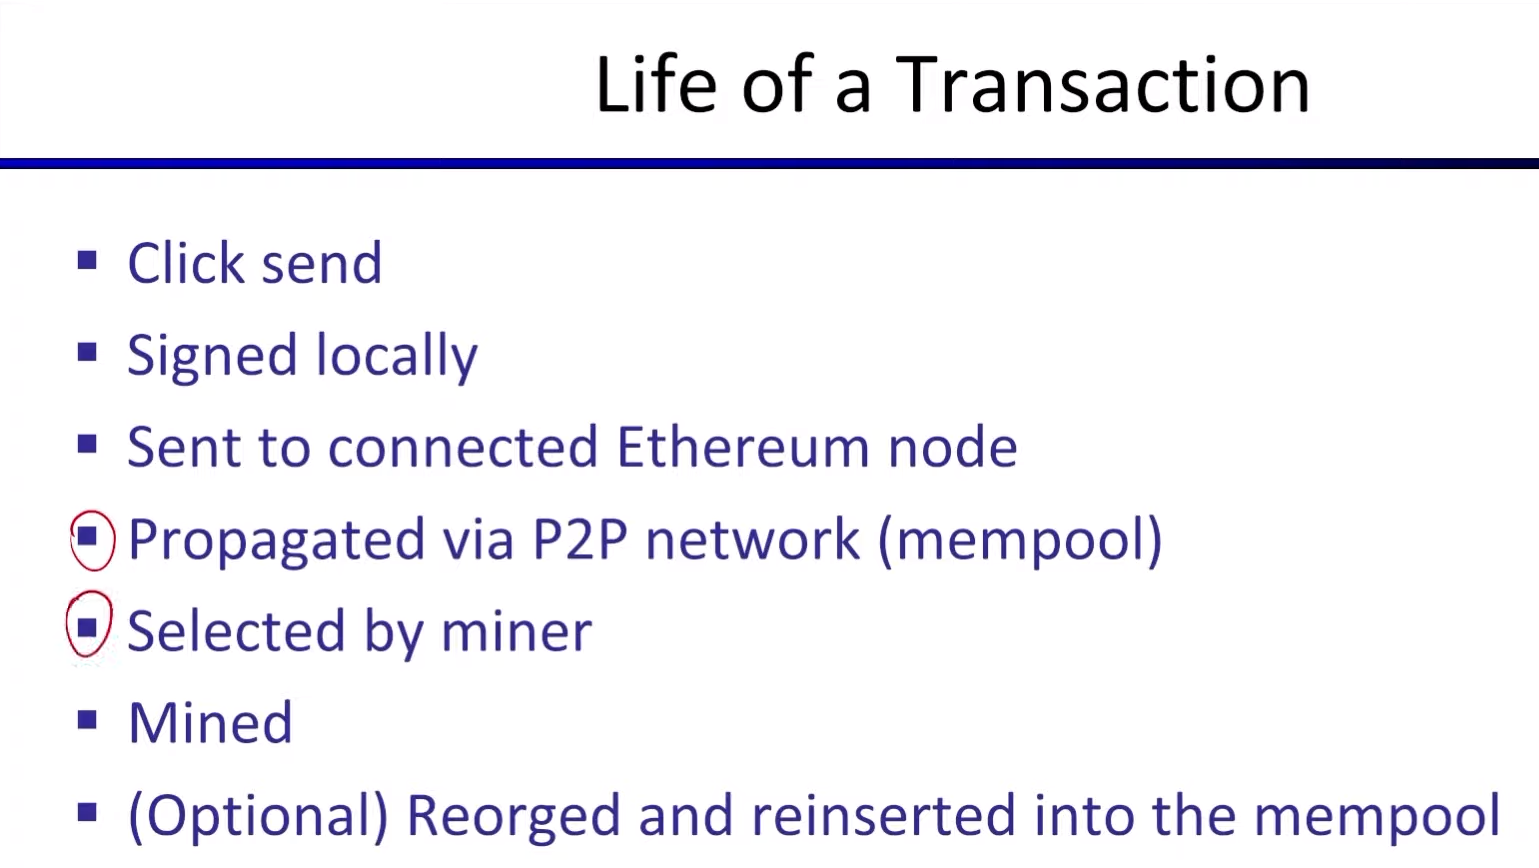 Life of a Transaction
▪ Click send
▪ Signed locally
▪ Sent to connected Ethereum node
▪ Propagated via P2P network (mempool)
▪ Selected by miner
▪ Mined
▪ (Optional) Reorged and reinserted into the mempool